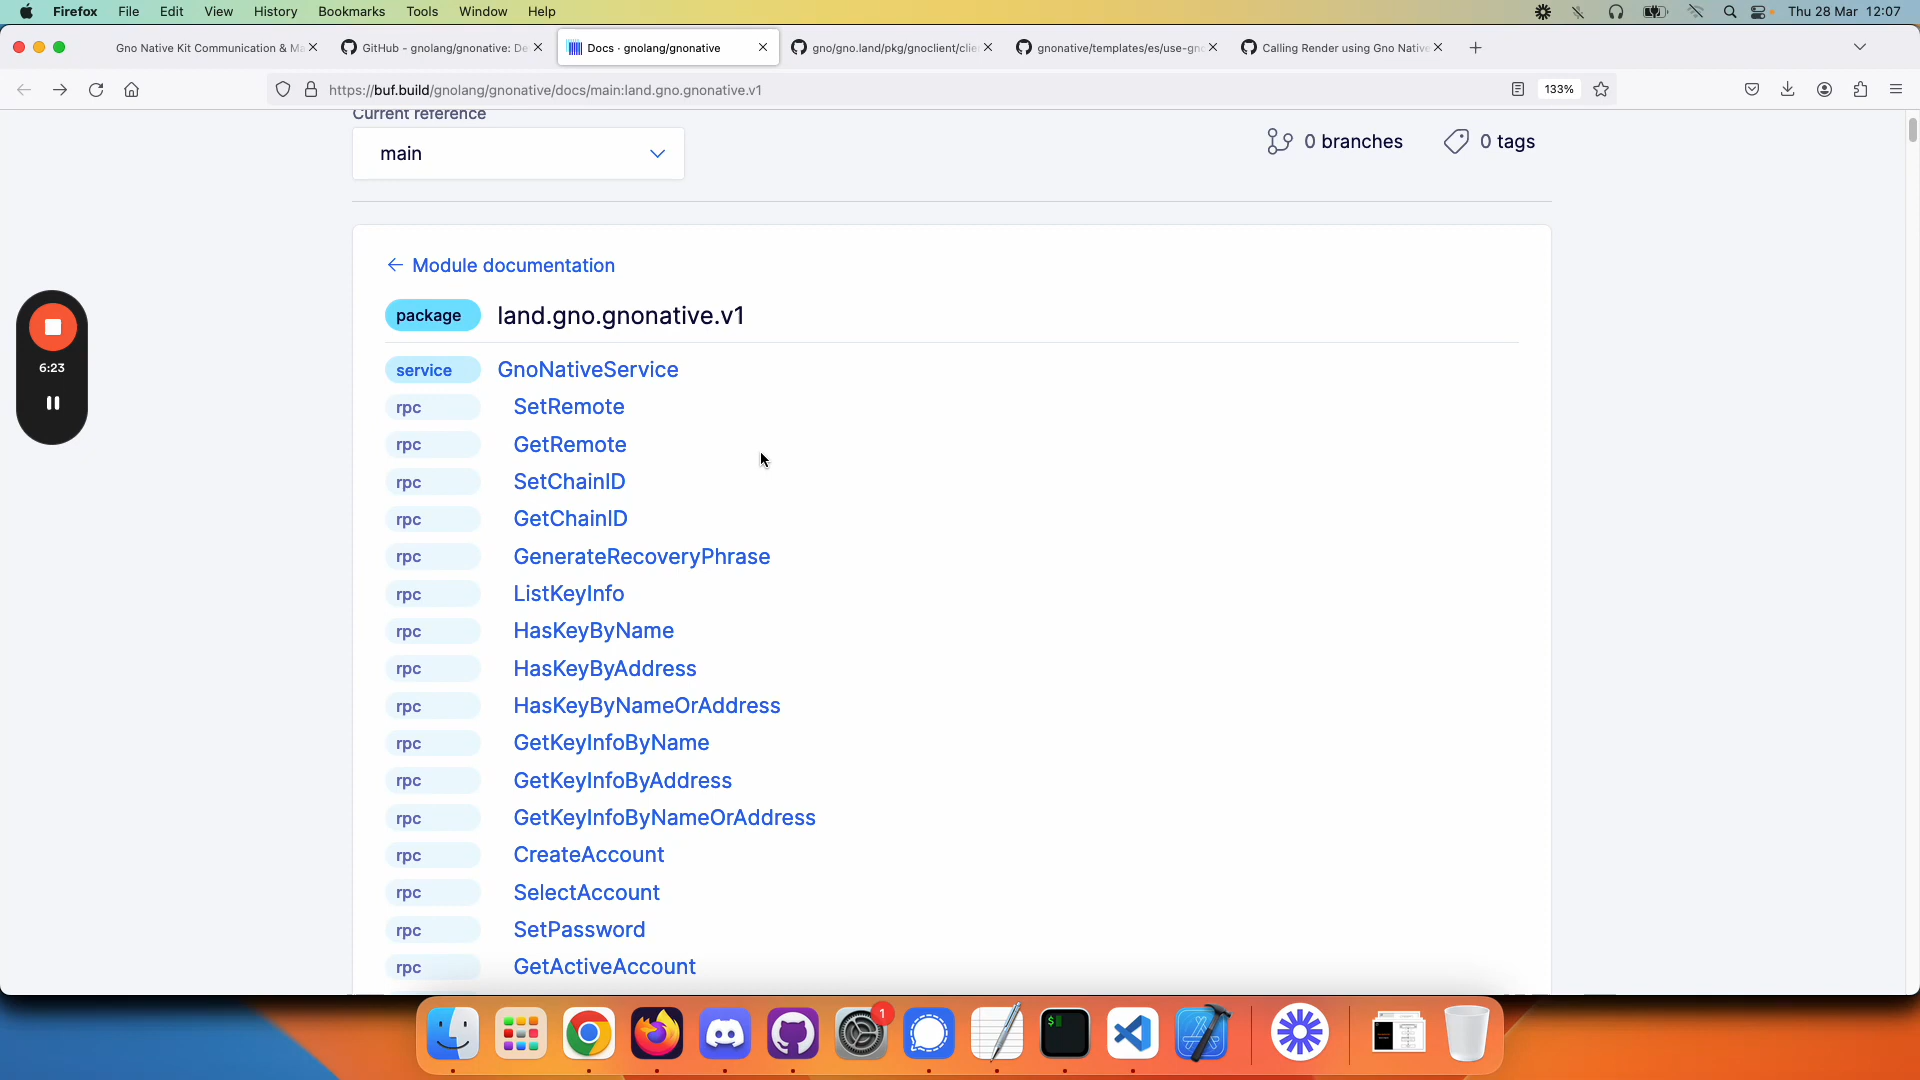 Firefox File Edit View History Bookmarks Tools Window Help Thu 28 Mar 12:07
Gno Native Kit Communication & Ma GitHub - gnolang/gnonative: De Docs · gnolang/gnonative gno/gno.land/pkg/gnoclient/clie gnonative/templates/es/use-gno Calling Render using Gno Native
https://buf.build/gnolang/gnonative/docs/main:land.gno.gnonative.v1 133%
Current reference
main
0 branches 0 tags
Module documentation
package land.gno.gnonative.v1
service GnoNativeService
rpc SetRemote
rpc GetRemote
rpc SetChainID
rpc GetChainID
rpc GenerateRecoveryPhrase
rpc ListKeyInfo
rpc HasKeyByName
rpc HasKeyByAddress
rpc HasKeyByNameOrAddress
rpc GetKeyInfoByName
rpc GetKeyInfoByAddress
rpc GetKeyInfoByNameOrAddress
rpc CreateAccount
rpc SelectAccount
rpc SetPassword
rpc GetActiveAccount
6:23
1
$